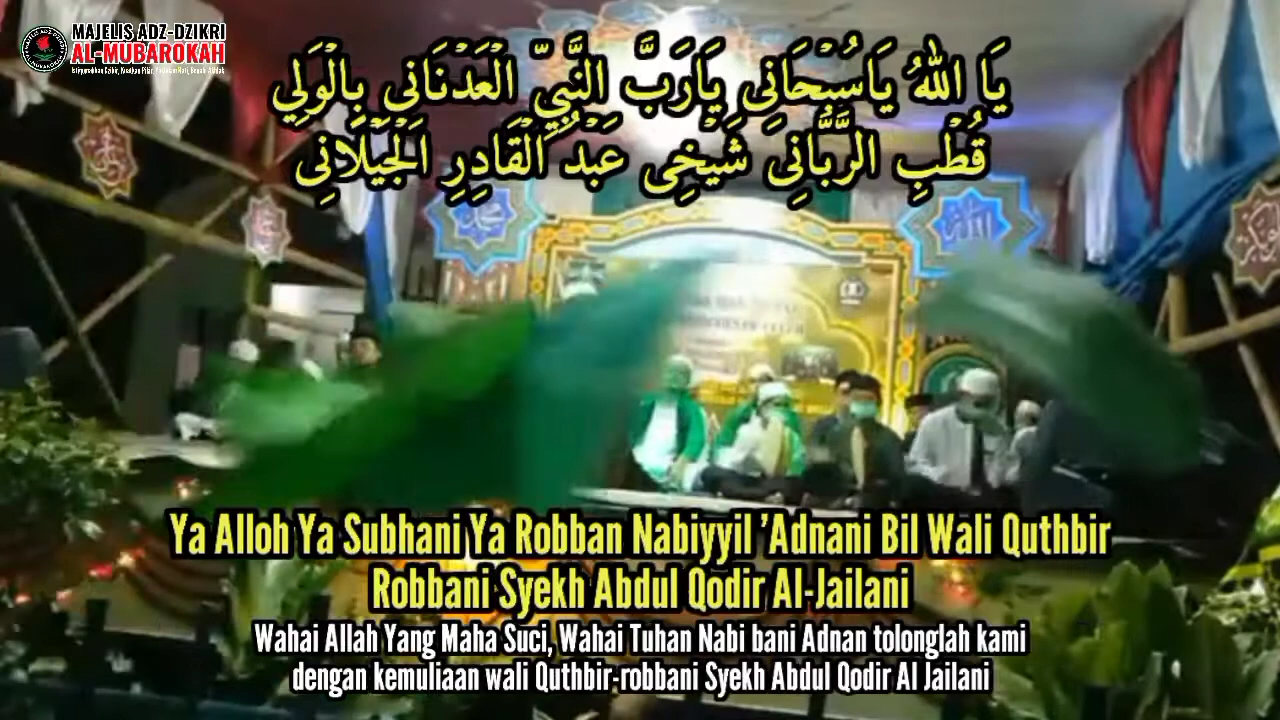 MAJELIS ADZ-DZIKRI
AL-MUBAROKAH
يَا اللهُ يَاسُبْحَانِي يَارَبَّ النَّبِيِّ الْعَدْنَانِي بِالْوَلِي
قُطْبِ الرَّبَّانِى شَيْخِى عَبْدُ الْقَادِرِ الْجَيْلَانِى
محمد
الله
Ya Alloh Ya Subhani Ya Robban Nabiyyil 'Adnani Bil Wali Quthbir
Robbani Syekh Abdul Qodir Al-Jailani
Wahai Allah Yang Maha Suci, Wahai Tuhan Nabi bani Adnan tolonglah kami
dengan kemuliaan wali Quthbir-robbani Syekh Abdul Qodir Al Jailani